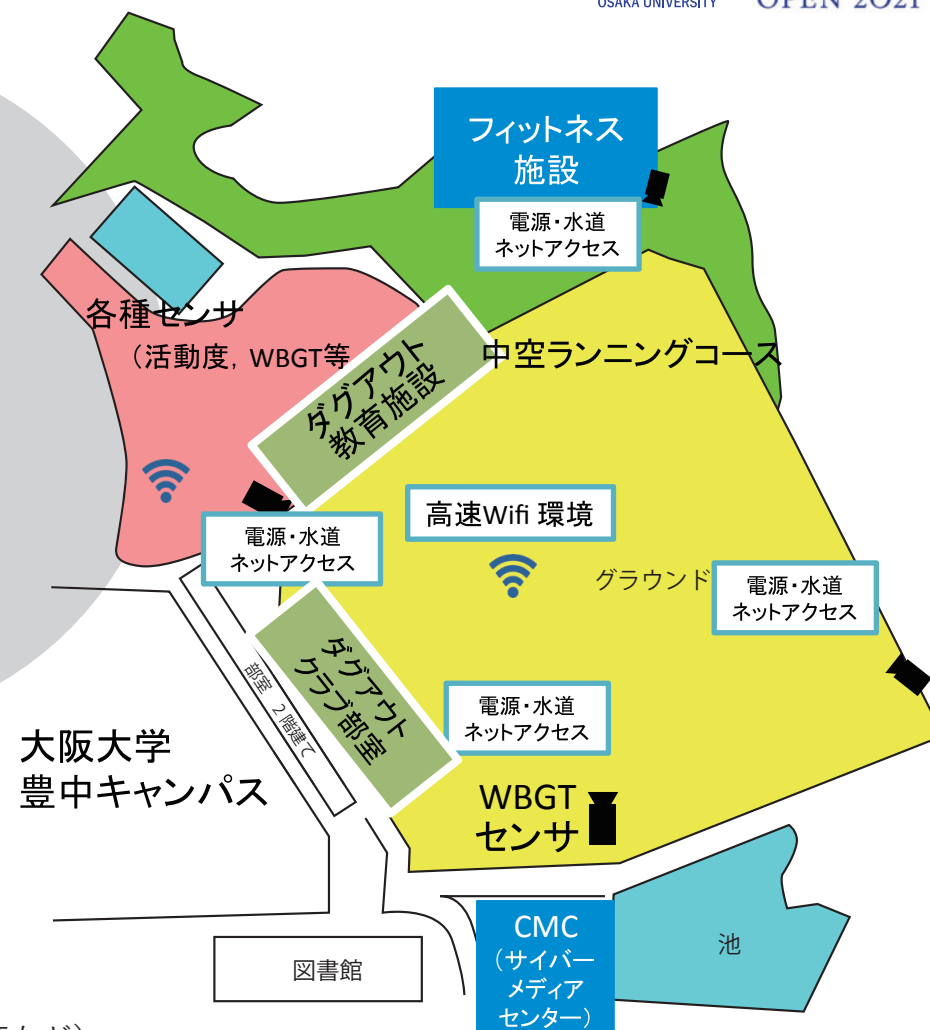 OSAKA UNIVERSITY
OPEN 2021
フィットネス
施設
電源・水道
ネットアクセス
各種センサ
（活動度, WBGT等
ダグアウト
教育施設
中空ランニングコース
高速Wifi 環境
電源・水道
ネットアクセス
グラウンド
電源・水道
ネットアクセス
部室 2階建て
ダグアウト
クラブ部室
電源・水道
ネットアクセス
大阪大学
豊中キャンパス
WBGT
センサ
CMC
（サイバー
メディア
センター）
池
図書館